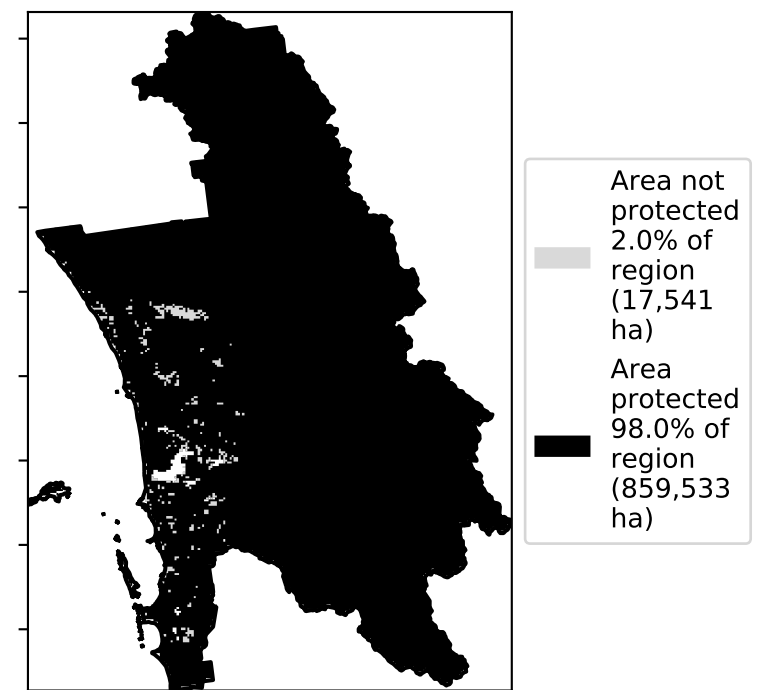 Area not
protected
2.0% of
region
(17,541
ha)
Area
protected
98.0% of
region
(859,533
ha)